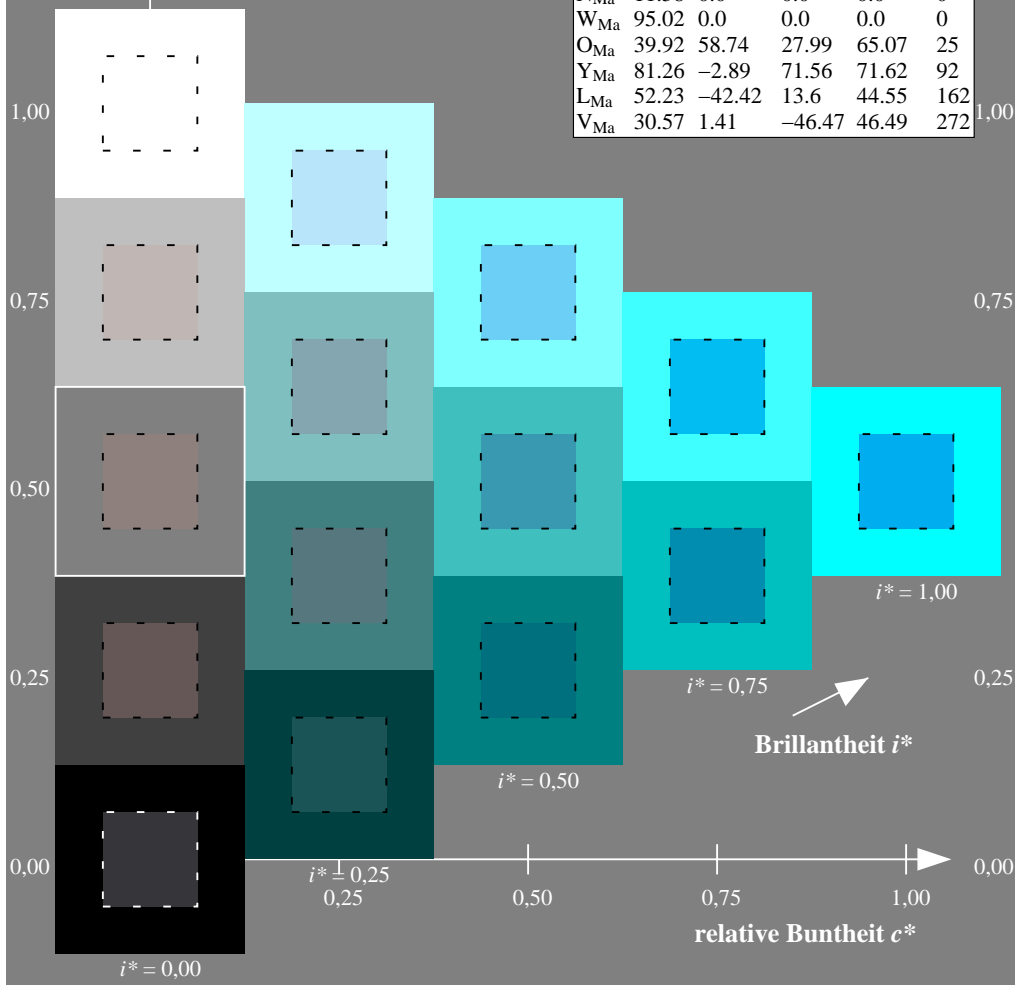 W_Ma 95.02 0.0 0.0 0.0 0
O_Ma 39.92 58.74 27.99 65.07 25
Y_Ma 81.26 −2.89 71.56 71.62 92
L_Ma 52.23 −42.42 13.6 44.55 162
V_Ma 30.57 1.41 −46.47 46.49 272
1,00 1,00
0,75 0,75
0,50
i* = 1,00
0,25 i* = 0,75 0,25
Brillantheit i*
i* = 0,50
0,00 i* = 0,25 0,00
0,25 0,50 0,75 1,00
relative Buntheit c*
i* = 0,00